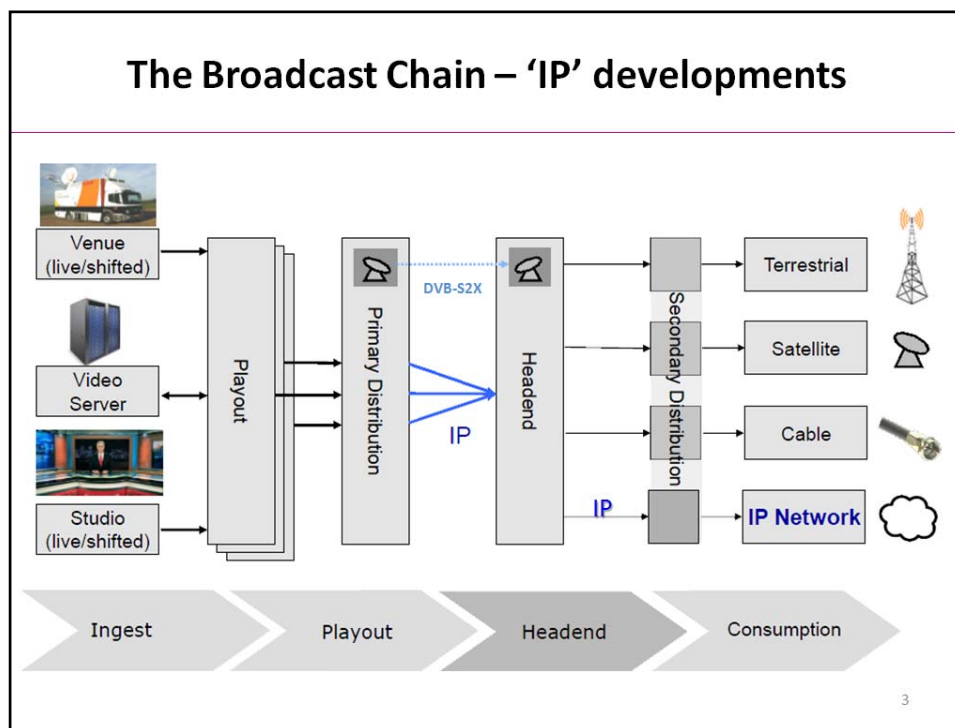 The Broadcast Chain – ‘IP’ developments
Venue
(live/shifted)
Video
Server
Studio
(live/shifted)
Playout
Primary Distribution
DVB-S2X
IP
Headend
IP
Secondary Distribution
Terrestrial
Satellite
Cable
IP Network
Ingest
Playout
Headend
Consumption
3